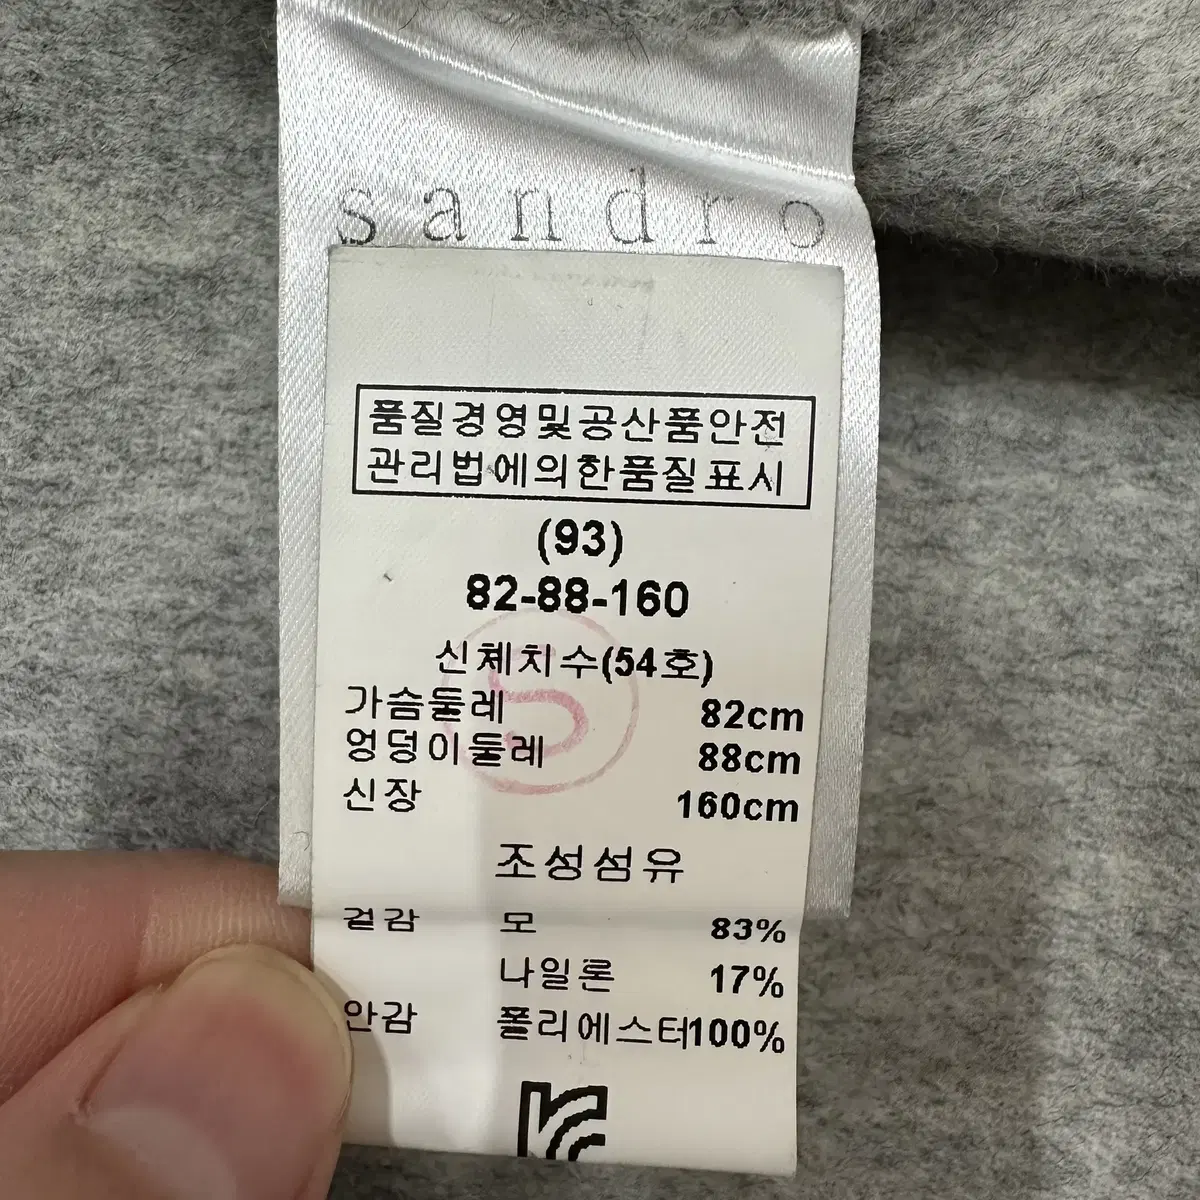 sandro
품질경영및공산품안전
관리법에의한품질표시
(93)
82-88-160
신체치수(54호)
S
가슴둘레 82cm
엉덩이둘레 88cm
신장 160cm
조성섬유
겉감 모 83%
나일론 17%
안감 폴리에스터100%
KC